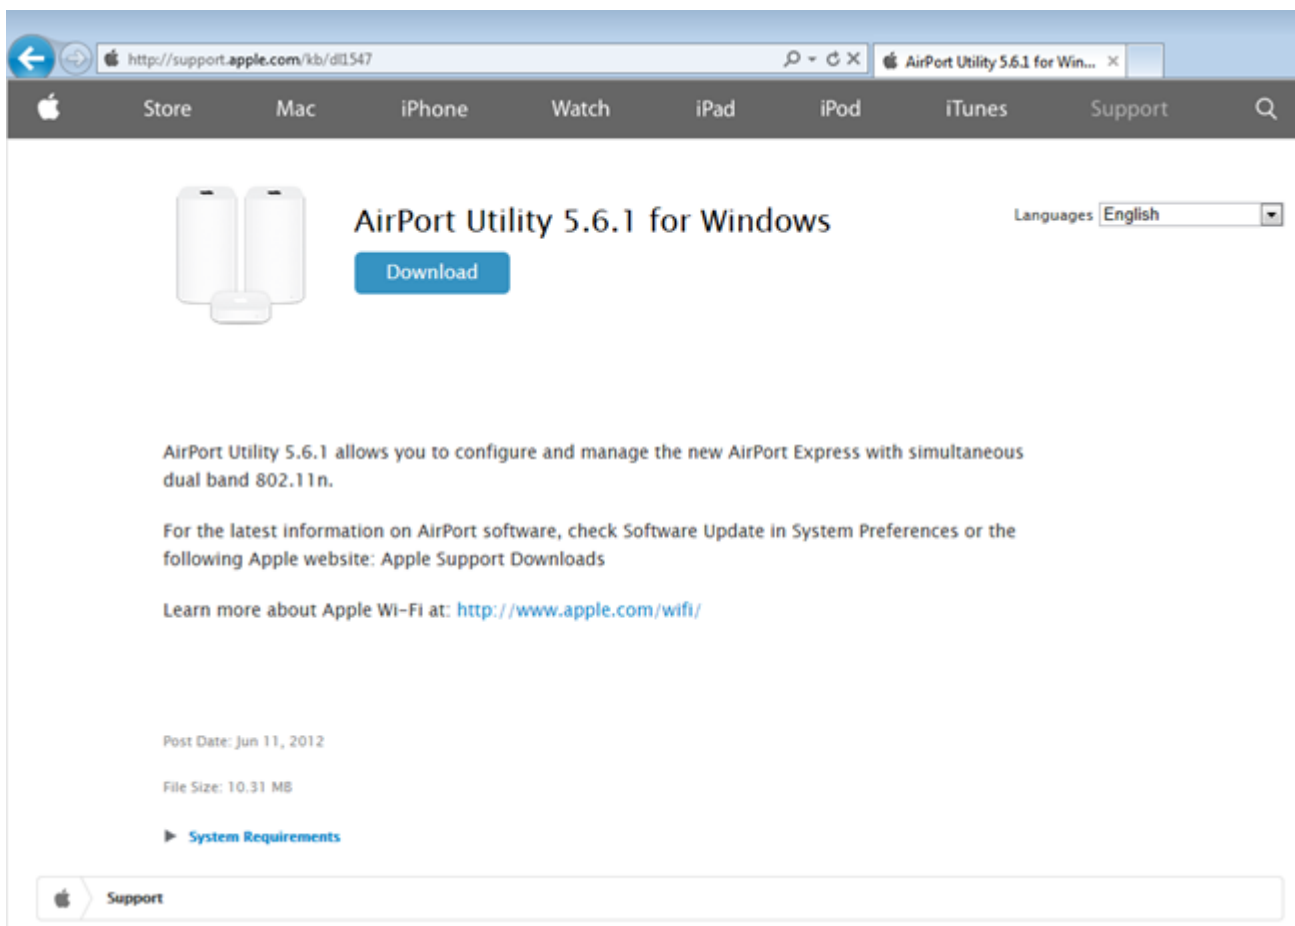 http://support.apple.com/kb/dl1547
AirPort Utility 5.6.1 for Win...
Store Mac iPhone Watch iPad iPod iTunes Support
AirPort Utility 5.6.1 for Windows
Languages English
Download
AirPort Utility 5.6.1 allows you to configure and manage the new AirPort Express with simultaneous
dual band 802.11n.
For the latest information on AirPort software, check Software Update in System Preferences or the
following Apple website: Apple Support Downloads
Learn more about Apple Wi-Fi at: http://www.apple.com/wifi/
Post Date: Jun 11, 2012
File Size: 10.31 MB
System Requirements
Support